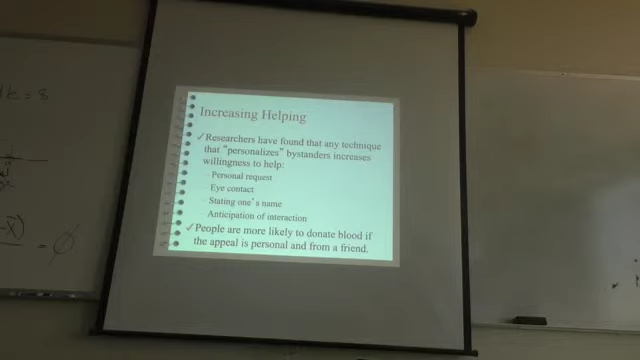 Increasing Helping
✓Researchers have found that any technique
that "personalizes" bystanders increases
willingness to help:
Personal request
Eye contact
Stating one's name
Anticipation of interaction
✓People are more likely to donate blood if
the appeal is personal and from a friend.
= 8
= ∅